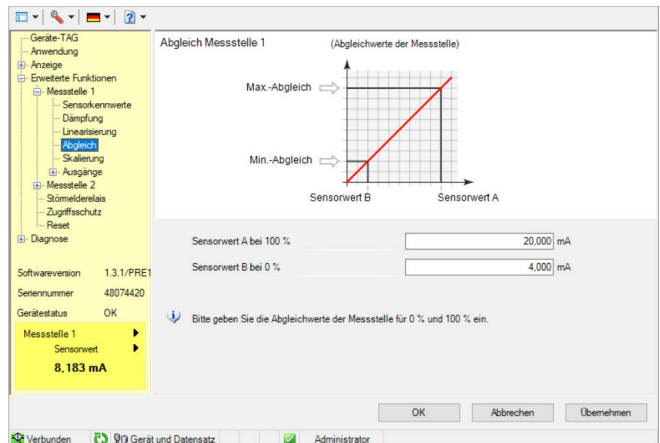 Geräte-TAG
Anwendung
Anzeige
Erweiterte Funktionen
Messstelle 1
Sensorkennwerte
Dämpfung
Linearisierung
Abgleich
Skalierung
Ausgänge
Messstelle 2
Störmelderelais
Zugriffsschutz
Reset
Diagnose
Softwareversion 1.3.1/PRE1
Seriennummer 48074420
Gerätestatus OK
Messstelle 1
Sensorwert
8,183 mA
Abgleich Messstelle 1 (Abgleichwerte der Messstelle)
Max.-Abgleich
Min.-Abgleich
Sensorwert B Sensorwert A
Sensorwert A bei 100 % 20,000 mA
Sensorwert B bei 0 % 4,000 mA
Bitte geben Sie die Abgleichwerte der Messstelle für 0 % und 100 % ein.
OK Abbrechen Übernehmen
Verbunden Gerät und Datensatz Administrator